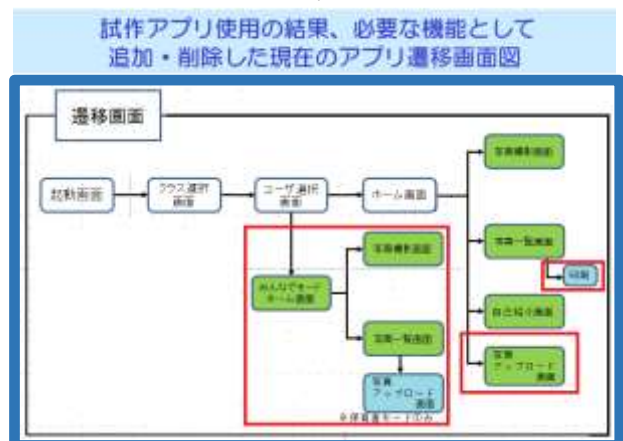 試作アプリ使用の結果、必要な機能として
追加・削除した現在のアプリ遷移画面図
遷移画面
起動画面
クラス選択
画面
ユーザ選択
画面
ホーム画面
写真撮影画面
写真一覧画面
印刷
自己紹介画面
写真
アップロード
画面
みんなでモード
ホーム画面
写真撮影画面
写真一覧画面
写真
アップロード
画面